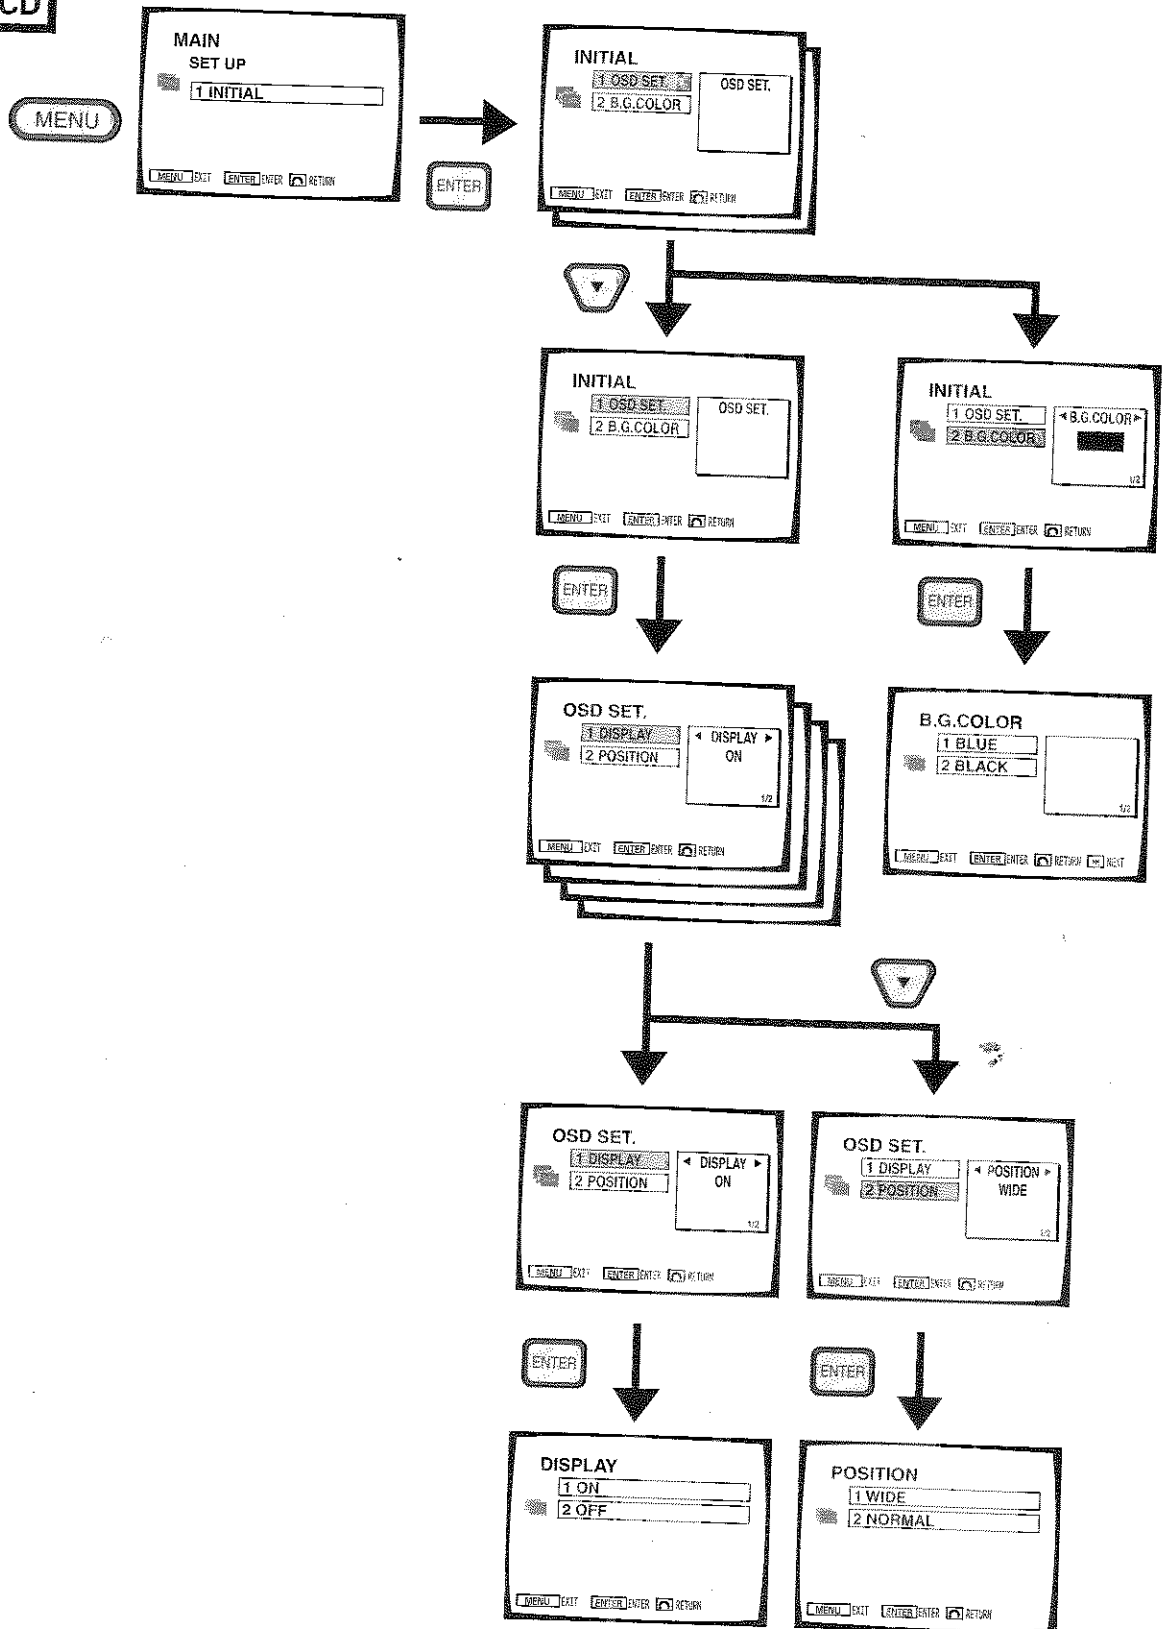 CD
MENU
MAIN
SET UP
1 INITIAL
MENU EXIT ENTER ENTER RETURN
ENTER
INITIAL
1 OSD SET.
2 B.G.COLOR
OSD SET.
MENU EXIT ENTER ENTER RETURN
INITIAL
1 OSD SET.
2 B.G.COLOR
OSD SET.
MENU EXIT ENTER ENTER RETURN
INITIAL
1 OSD SET.
2 B.G.COLOR
◄B.G.COLOR►
1/2
MENU EXIT ENTER ENTER RETURN
ENTER
ENTER
OSD SET.
1 DISPLAY
2 POSITION
◄ DISPLAY ►
ON
1/2
MENU EXIT ENTER ENTER RETURN
B.G.COLOR
1 BLUE
2 BLACK
1/2
MENU EXIT ENTER ENTER RETURN NEXT
OSD SET.
1 DISPLAY
2 POSITION
◄ DISPLAY ►
ON
1/2
MENU EXIT ENTER ENTER RETURN
OSD SET.
1 DISPLAY
2 POSITION
◄ POSITION ►
WIDE
1/2
MENU EXIT ENTER ENTER RETURN
ENTER
ENTER
DISPLAY
1 ON
2 OFF
MENU EXIT ENTER ENTER RETURN
POSITION
1 WIDE
2 NORMAL
MENU EXIT ENTER ENTER RETURN